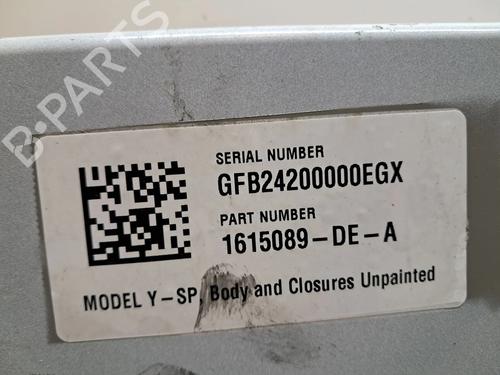 SERIAL NUMBER
GFB24200000EGX
PART NUMBER
1615089-DE-A
MODEL Y-SP, Body and Closures Unpainted
B-PARTS